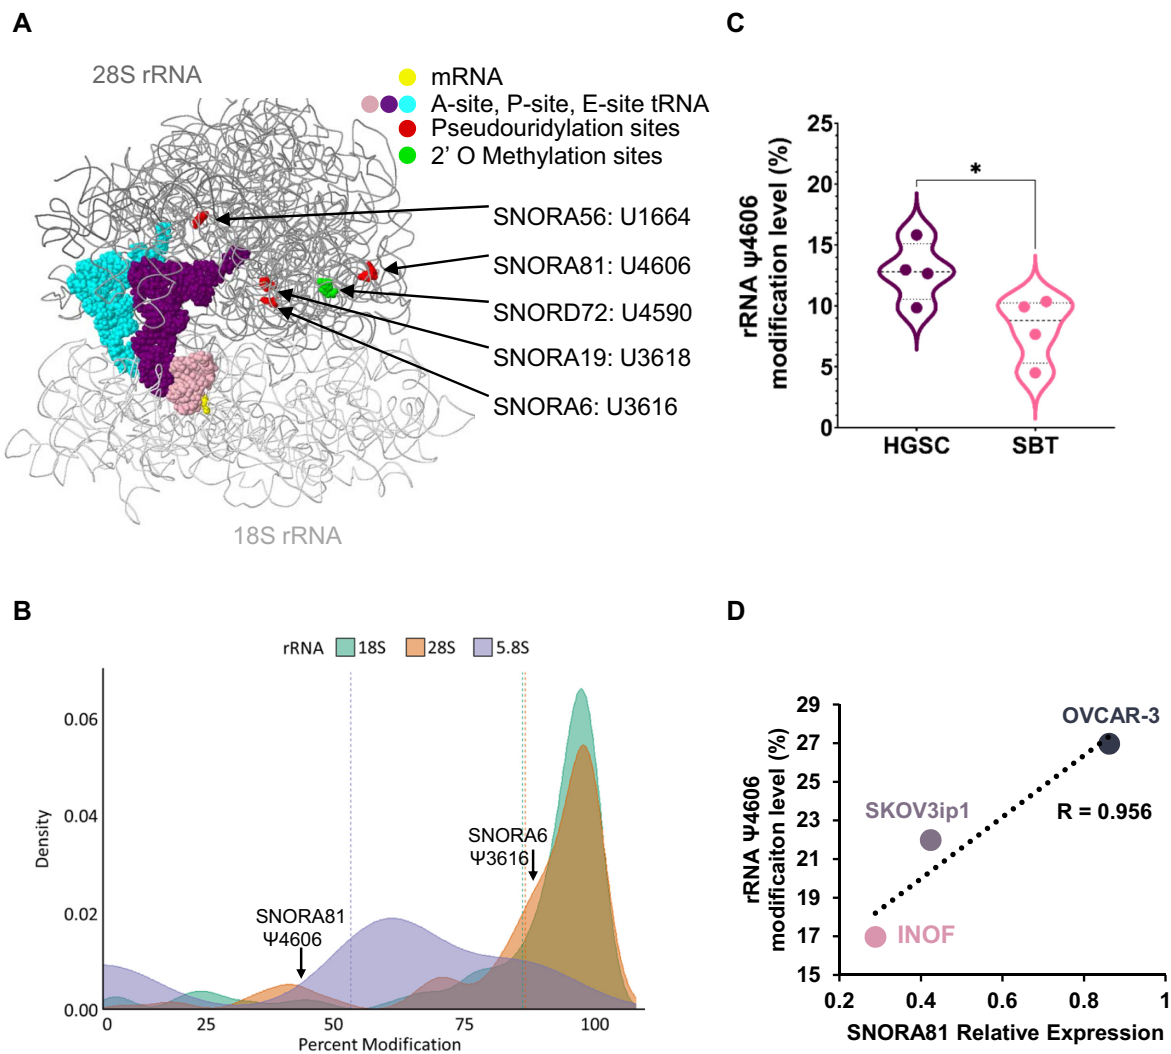 A
28S rRNA
mRNA
A-site, P-site, E-site tRNA
Pseudouridylation sites
2’ O Methylation sites
SNORA56: U1664
SNORA81: U4606
SNORD72: U4590
SNORA19: U3618
SNORA6: U3616
18S rRNA
C
rRNA ψ4606
modification level (%)
25
20
15
10
5
0
*
HGSC
SBT
B
rRNA
18S
28S
5.8S
Density
0.06
0.04
0.02
0.00
SNORA81
Ψ4606
SNORA6
Ψ3616
0
25
50
75
100
Percent Modification
D
rRNA Ψ4606
modificaiton level (%)
29
27
25
23
21
19
17
15
OVCAR-3
SKOV3ip1
R = 0.956
INOF
0.2
0.4
0.6
0.8
1
SNORA81 Relative Expression